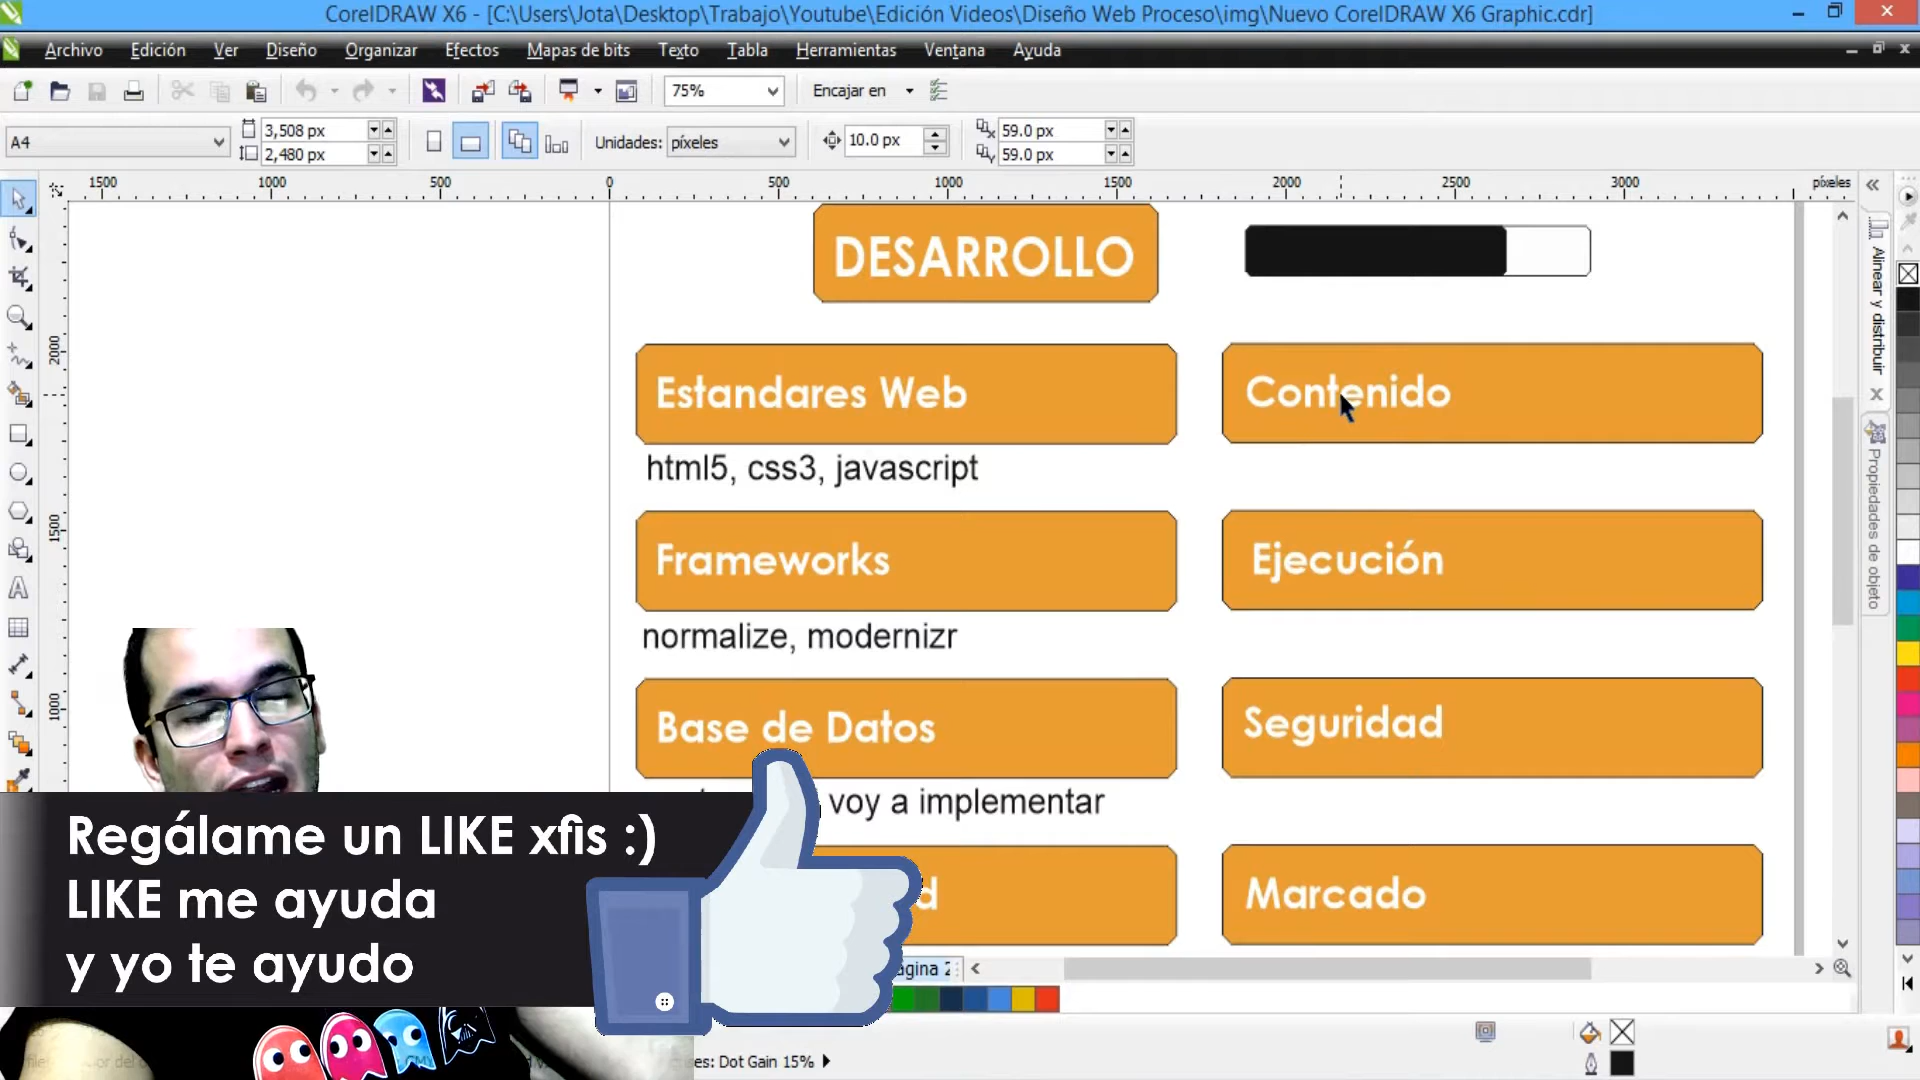 CorelDRAW X6 - [C:\Users\Jota\Desktop\Trabajo\Youtube\Edición Videos\Diseño Web Proceso\img\Nuevo CorelDRAW X6 Graphic.cdr]
Archivo Edición Ver Diseño Organizar Efectos Mapas de bits Texto Tabla Herramientas Ventana Ayuda
75% Encajar en
A4 3,508 px 2,480 px Unidades: píxeles 10.0 px 59.0 px 59.0 px
1500 1000 500 0 500 1000 1500 2000 2500 3000 píxeles
2000
1500
1000
DESARROLLO
Estandares Web
html5, css3, javascript
Frameworks
normalize, modernizr
Base de Datos
voy a implementar
Contenido
Ejecución
Seguridad
Marcado
Alinear y distribuir
Propiedades de objeto
Regálame un LIKE xfis :)
LIKE me ayuda
y yo te ayudo
ágina 2
es: Dot Gain 15%